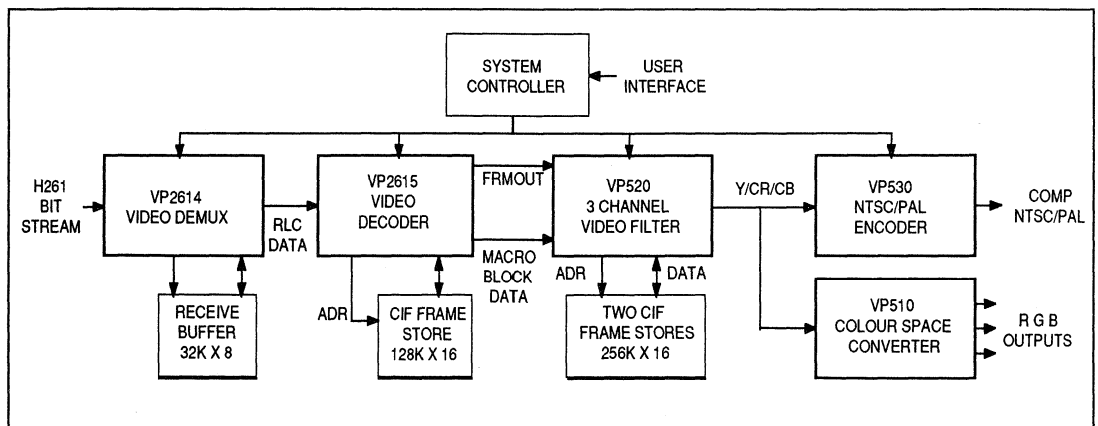 SYSTEM
CONTROLLER
USER
INTERFACE
H261
BIT
STREAM
VP2614
VIDEO DEMUX
RLC
DATA
VP2615
VIDEO
DECODER
FRMOUT
MACRO
BLOCK
DATA
VP520
3 CHANNEL
VIDEO FILTER
Y/CR/CB
VP530
NTSC/PAL
ENCODER
COMP
NTSC/PAL
RECEIVE
BUFFER
32K X 8
ADR
CIF FRAME
STORE
128K X 16
ADR
DATA
TWO CIF
FRAME STORES
256K X 16
VP510
COLOUR SPACE
CONVERTER
R G B
OUTPUTS